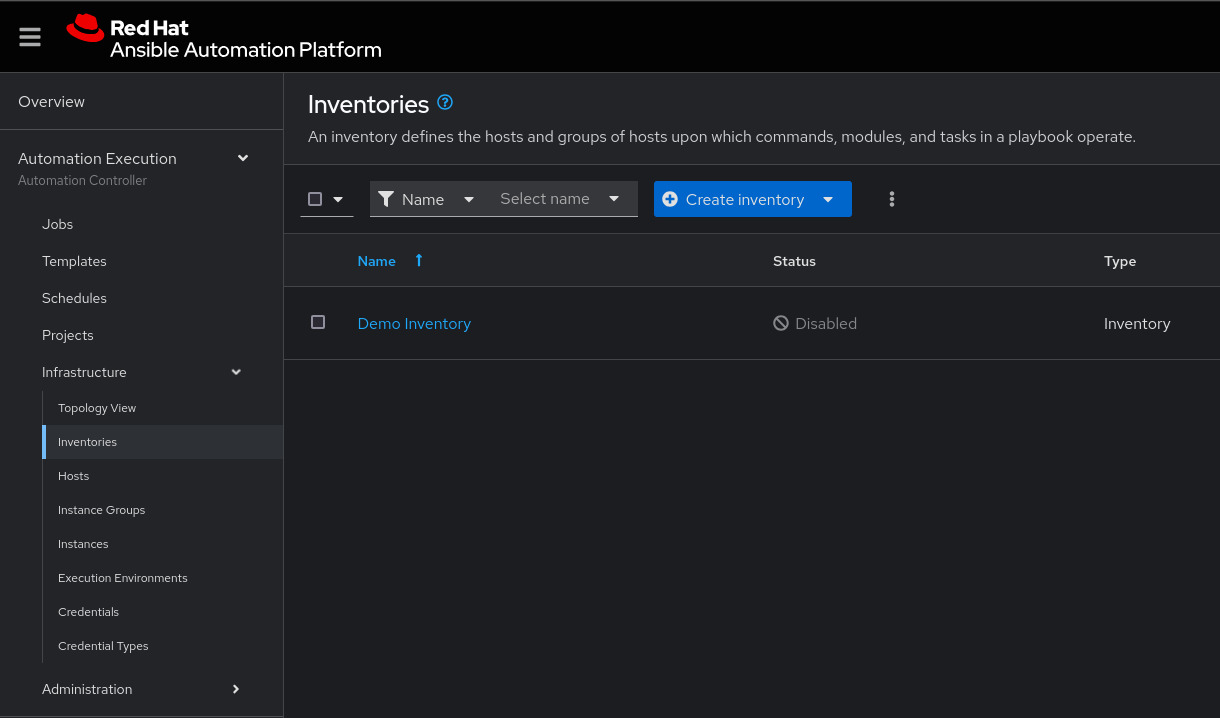 Red Hat
Ansible Automation Platform
Overview
Automation Execution
Automation Controller
Jobs
Templates
Schedules
Projects
Infrastructure
Topology View
Inventories
Hosts
Instance Groups
Instances
Execution Environments
Credentials
Credential Types
Administration
Inventories
An inventory defines the hosts and groups of hosts upon which commands, modules, and tasks in a playbook operate.
Name Select name Create inventory
Name Status Type
Demo Inventory Disabled Inventory